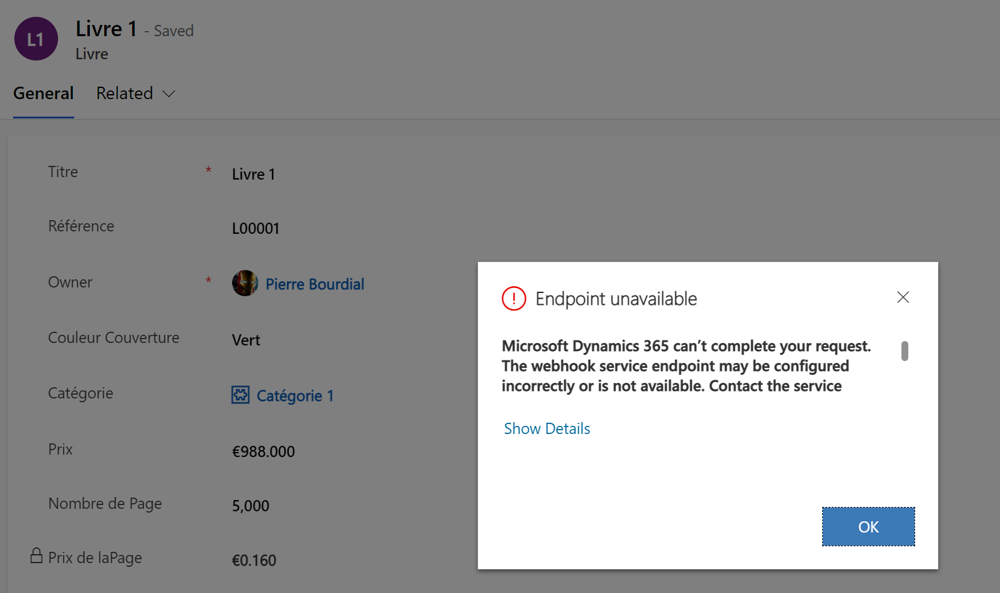 L1
Livre 1 - Saved
Livre
General Related
Titre * Livre 1
Référence L00001
Owner * Pierre Bourdial
Couleur Couverture Vert
Catégorie Catégorie 1
Prix €988.000
Nombre de Page 5,000
Prix de laPage €0.160
Endpoint unavailable
Microsoft Dynamics 365 can’t complete your request.
The webhook service endpoint may be configured
incorrectly or is not available. Contact the service
Show Details
OK